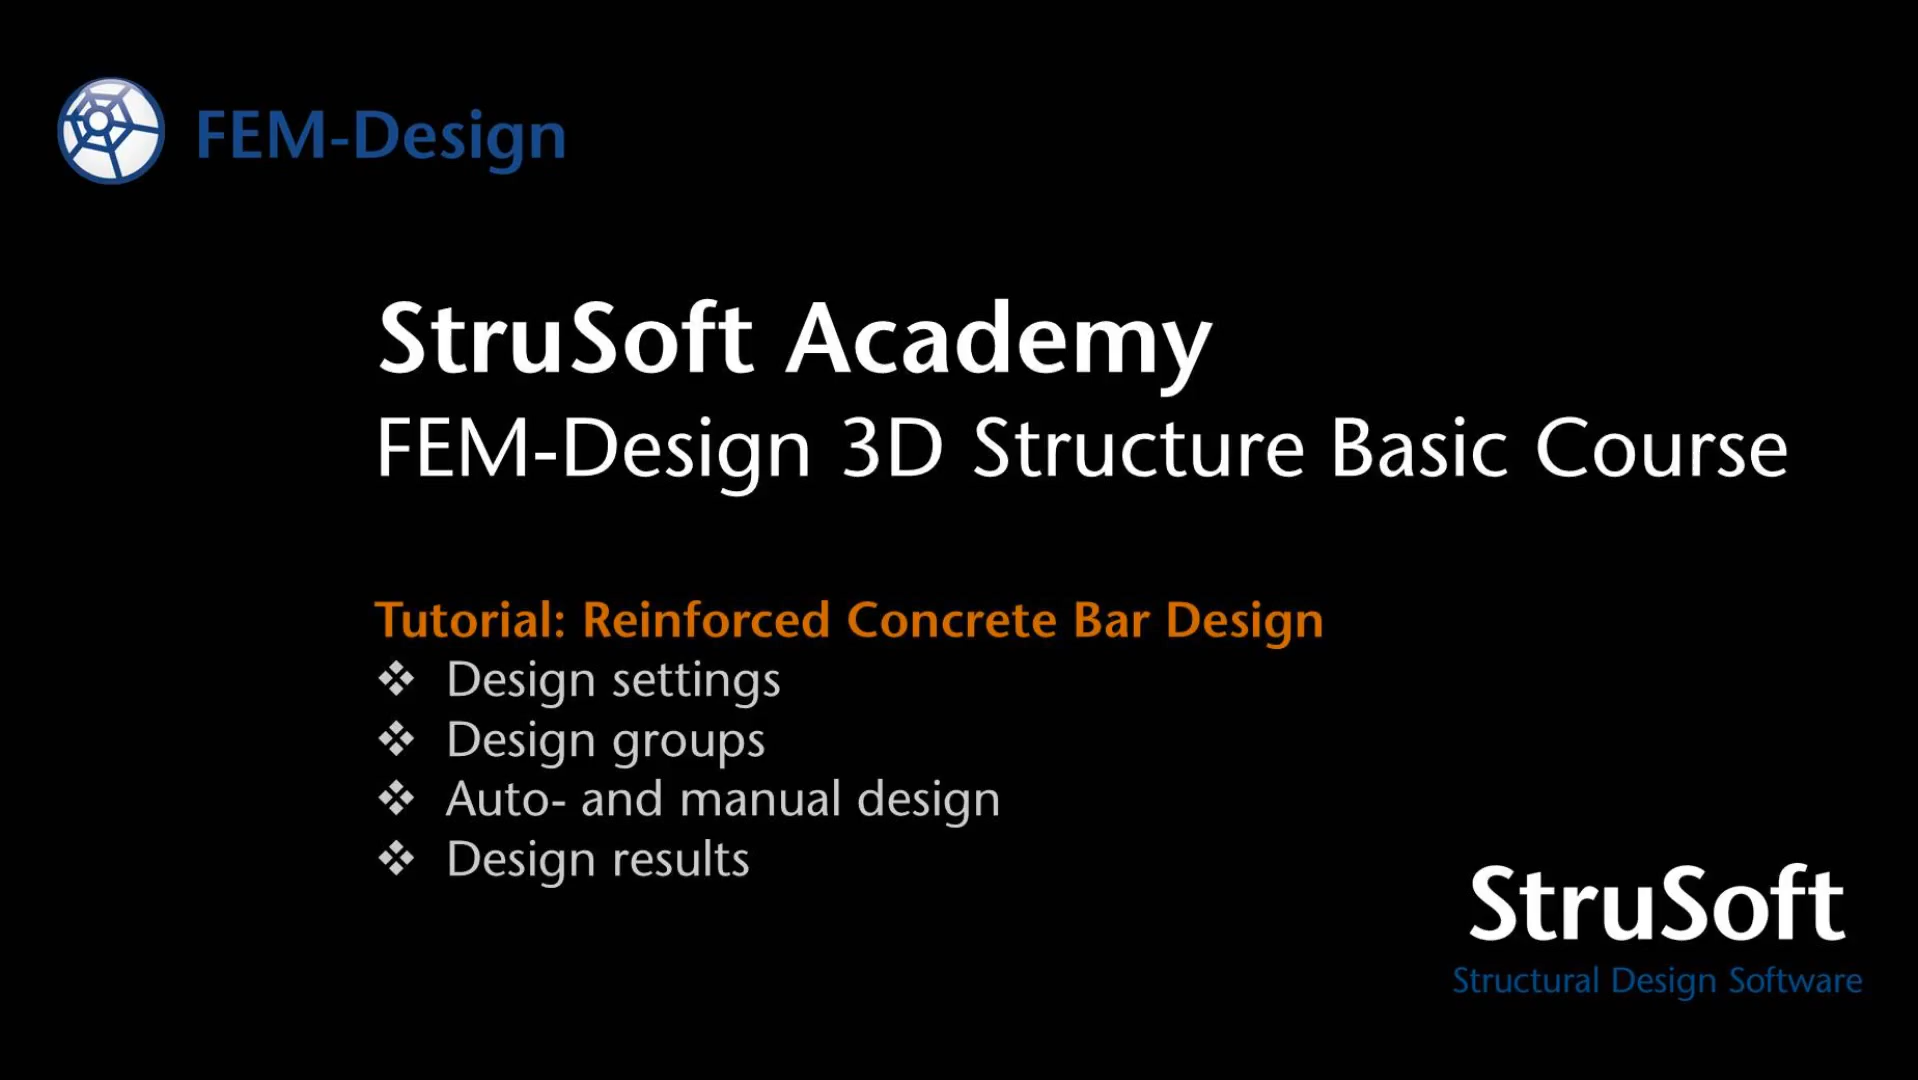 FEM-Design
StruSoft Academy
FEM-Design 3D Structure Basic Course
Tutorial: Reinforced Concrete Bar Design
❖ Design settings
❖ Design groups
❖ Auto- and manual design
❖ Design results
StruSoft
Structural Design Software